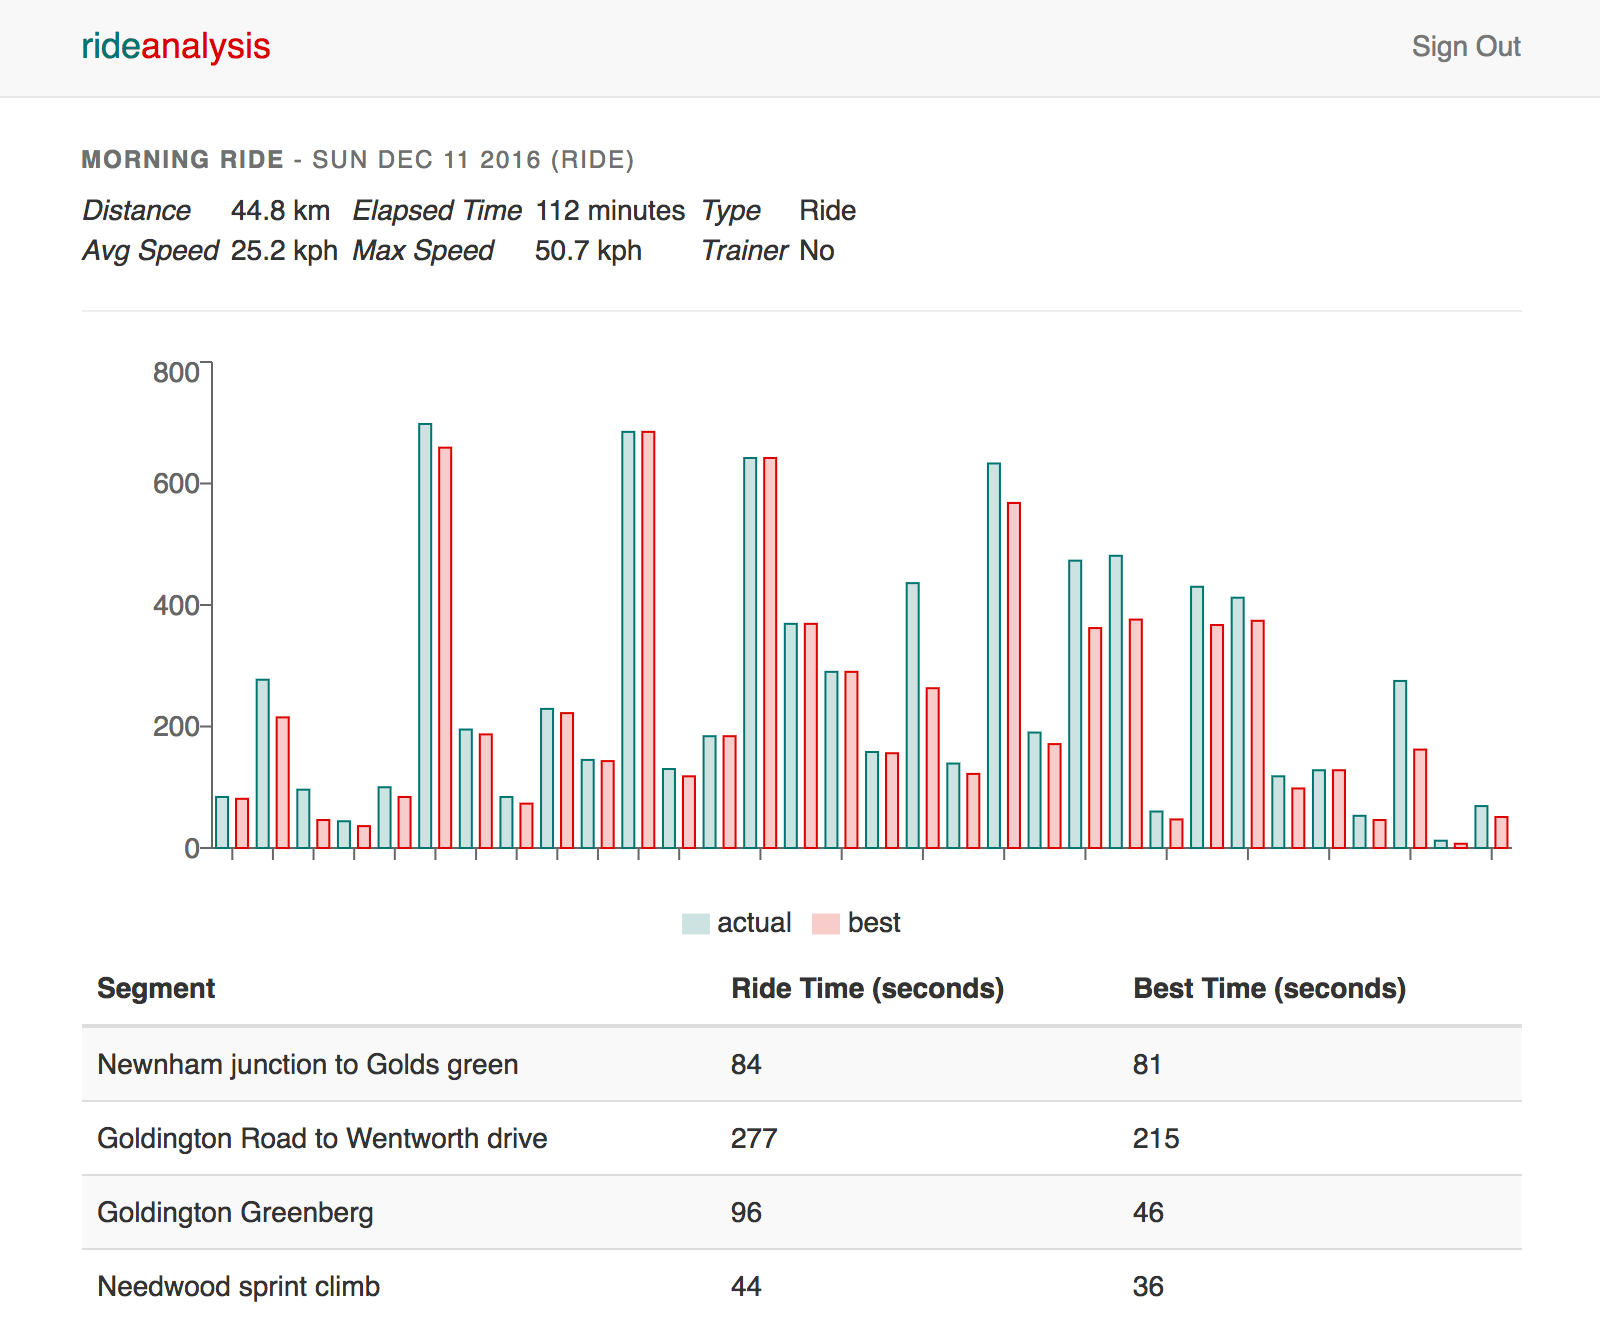 rideanalysis Sign Out
MORNING RIDE - SUN DEC 11 2016 (RIDE)
Distance 44.8 km Elapsed Time 112 minutes Type Ride
Avg Speed 25.2 kph Max Speed 50.7 kph Trainer No
800
600
400
200
0
actual best
Segment Ride Time (seconds) Best Time (seconds)
Newnham junction to Golds green 84 81
Goldington Road to Wentworth drive 277 215
Goldington Greenberg 96 46
Needwood sprint climb 44 36